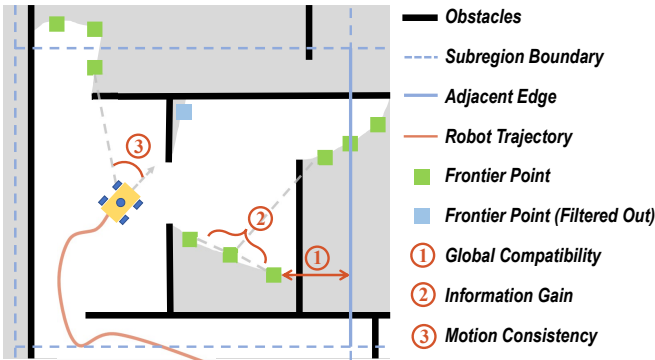 Obstacles
Subregion Boundary
Adjacent Edge
Robot Trajectory
Frontier Point
Frontier Point (Filtered Out)
① Global Compatibility
② Information Gain
③ Motion Consistency
③
②
①